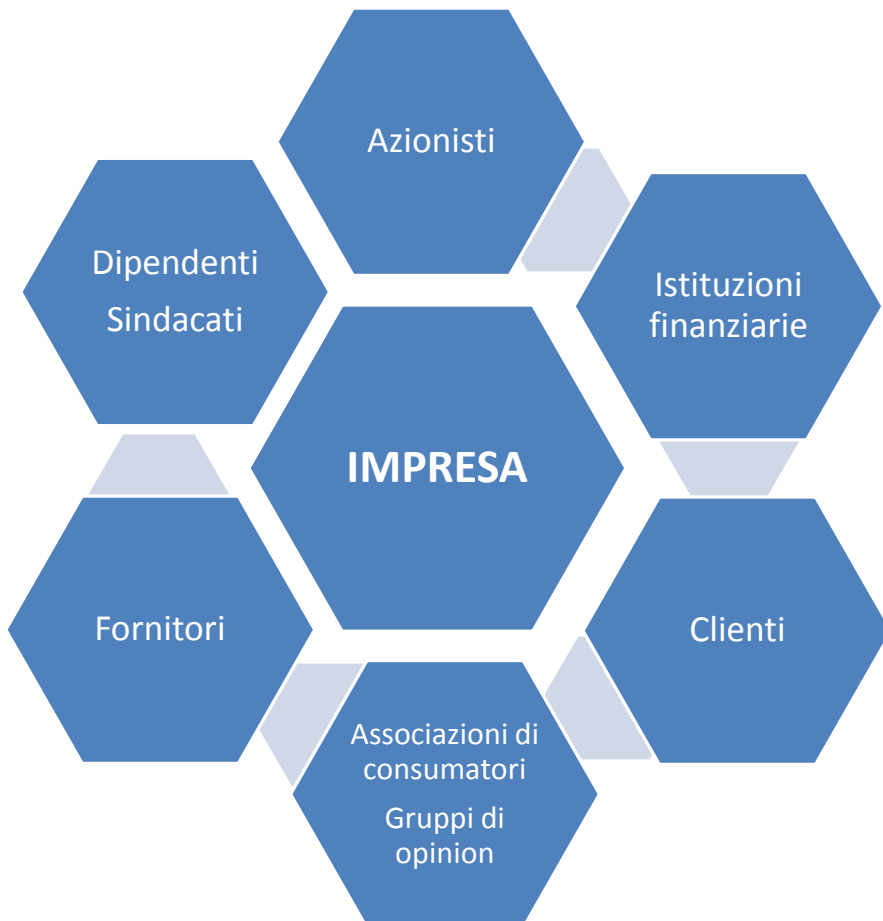 Azionisti
Dipendenti
Sindacati
Istituzioni
finanziarie
IMPRESA
Fornitori
Clienti
Associazioni di
consumatori
Gruppi di
opinion